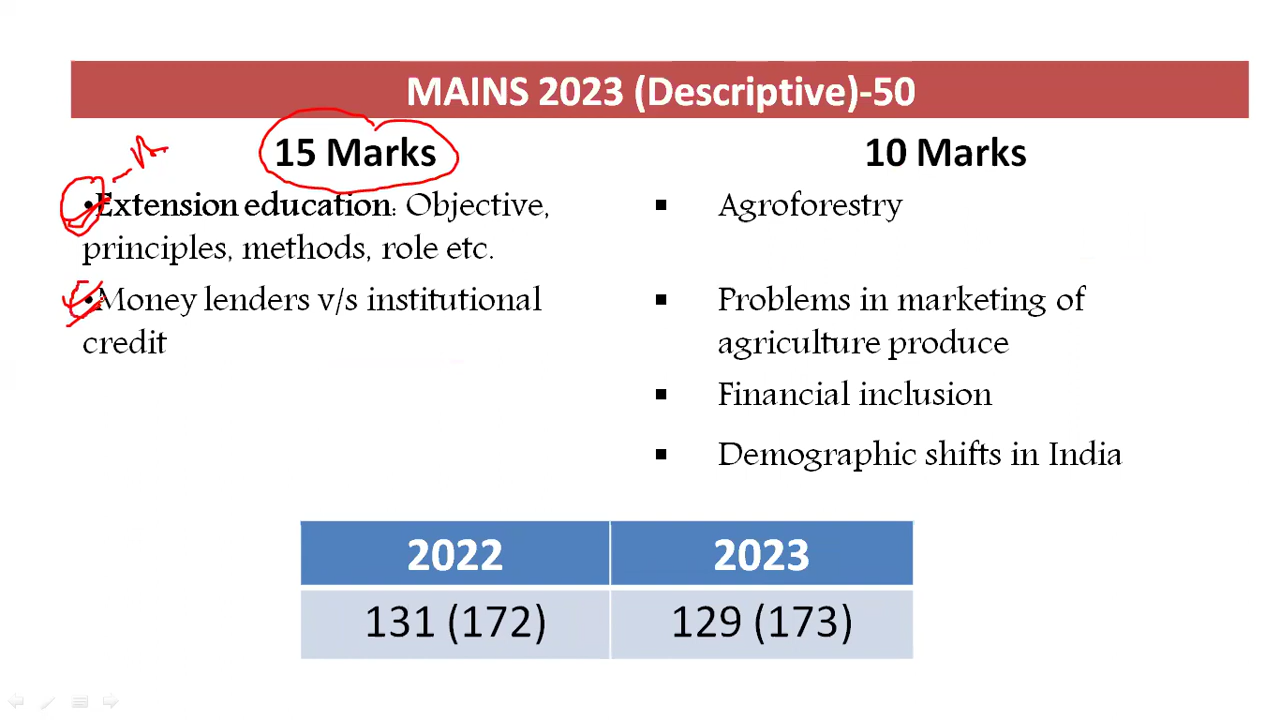 MAINS 2023 (Descriptive)-50
15 Marks
•Extension education: Objective,
principles, methods, role etc.
•Money lenders v/s institutional
credit
10 Marks
▪ Agroforestry
▪ Problems in marketing of
agriculture produce
▪ Financial inclusion
▪ Demographic shifts in India
2022 2023
131 (172) 129 (173)